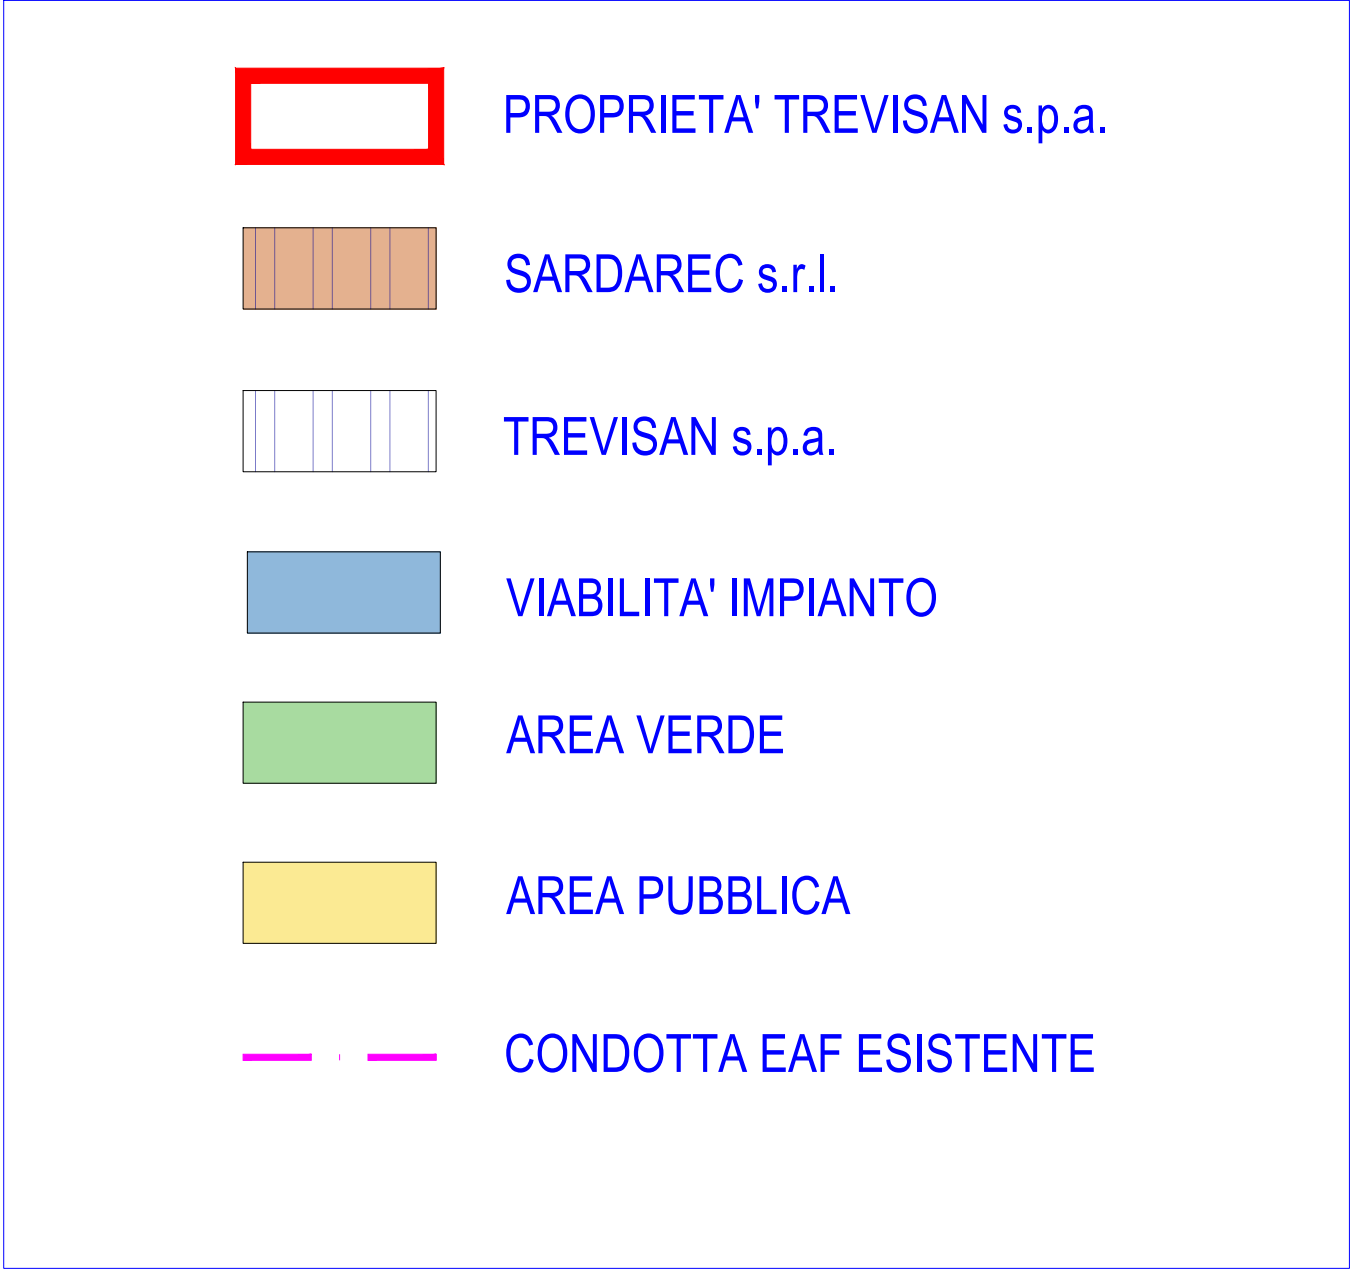 PROPRIETA' TREVISAN s.p.a.
SARDAREC s.r.l.
TREVISAN s.p.a.
VIABILITA' IMPIANTO
AREA VERDE
AREA PUBBLICA
CONDOTTA EAF ESISTENTE